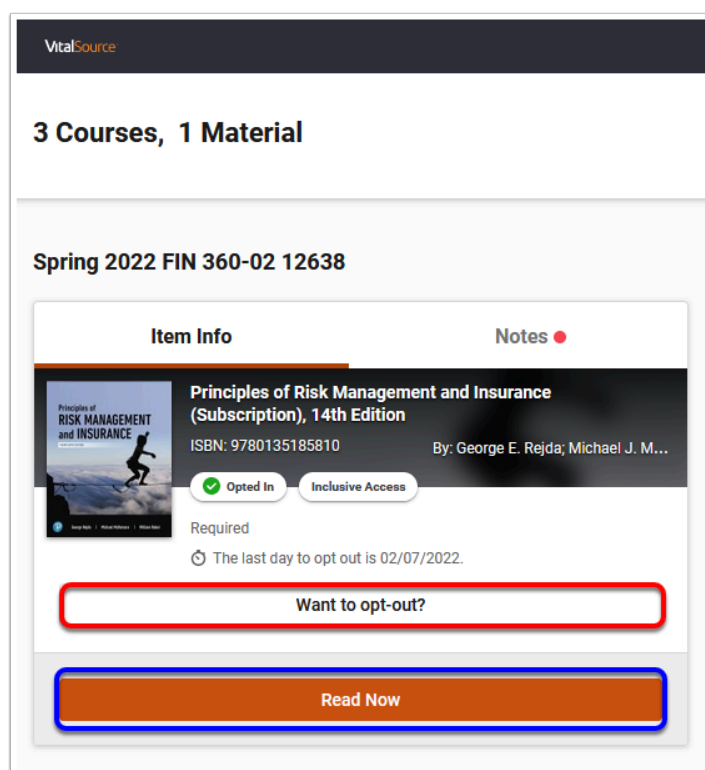 VitalSource
3 Courses, 1 Material
Spring 2022 FIN 360-02 12638
Item Info
Notes
Principles of
RISK MANAGEMENT
and INSURANCE
Principles of Risk Management and Insurance
(Subscription), 14th Edition
ISBN: 9780135185810
By: George E. Rejda; Michael J. M...
Opted In
Inclusive Access
Required
The last day to opt out is 02/07/2022.
Want to opt-out?
Read Now